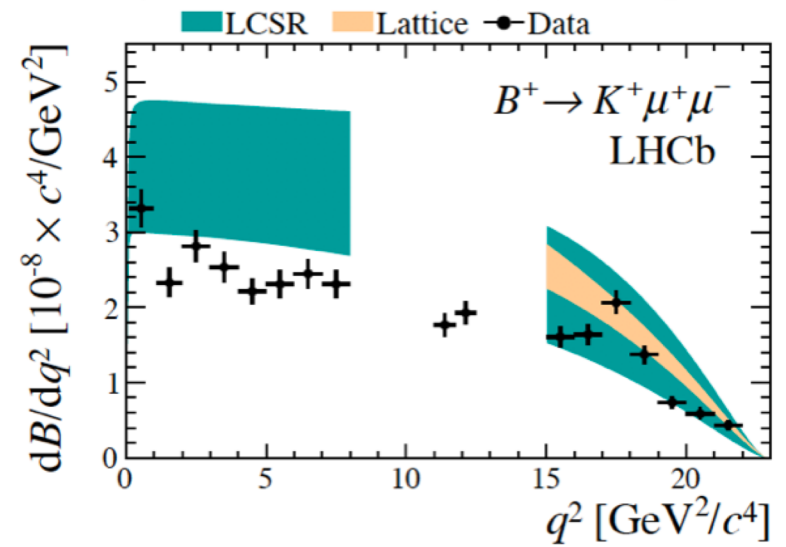 LCSR Lattice Data
B⁺→ K⁺μ⁺μ⁻
LHCb
dB/dq² [10⁻⁸ × c⁴/GeV²]
5
4
3
2
1
0
0 5 10 15 20
q² [GeV²/c⁴]